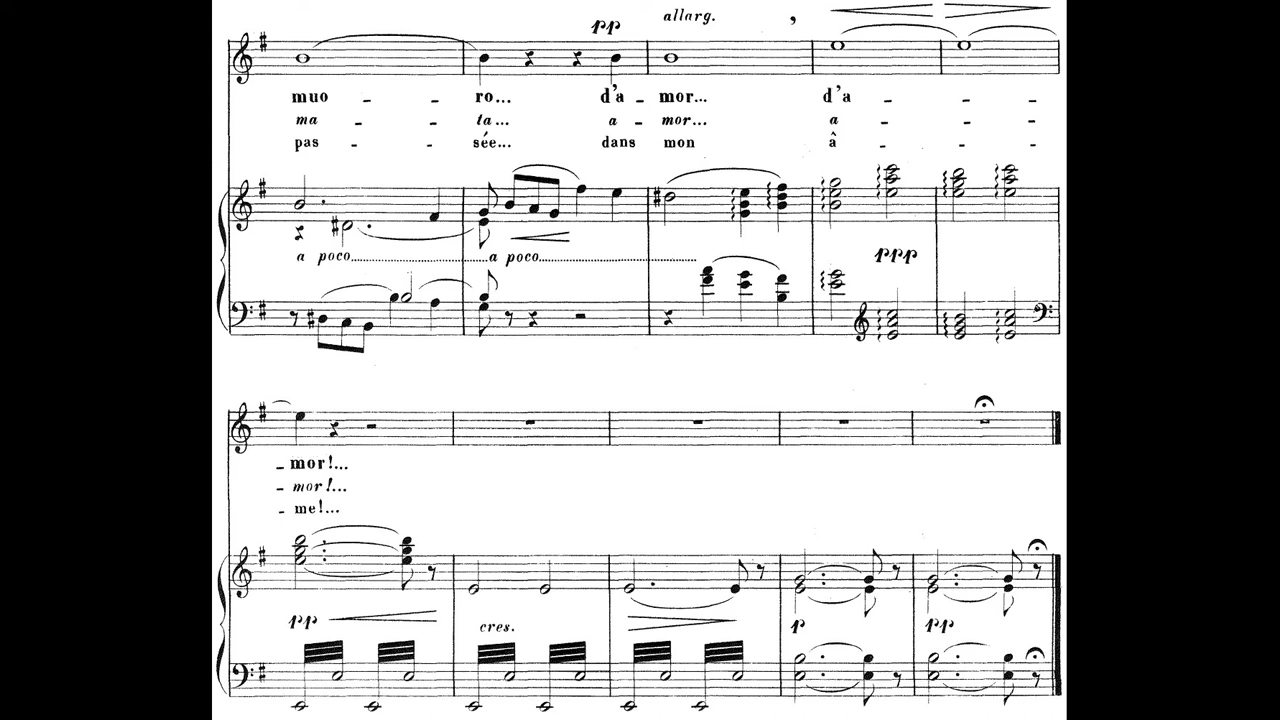 pp allarg.
muo - - ro... d'a - mor... d'a - - - -
ma - - ta... a - mor... a - - - -
pas - - sée... dans mon â - - - -
a poco......................a poco..........................
ppp
- mor!...
- mor!...
- me!...
pp cres. p pp